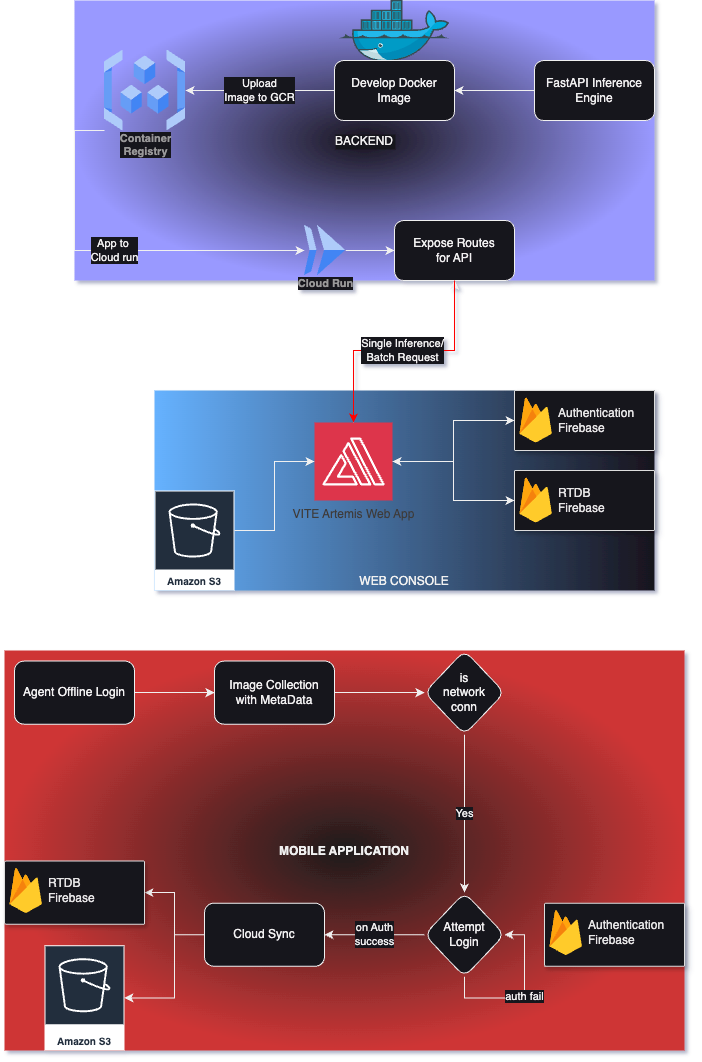 Upload
Image to GCR
Develop Docker
Image
FastAPI Inference
Engine
Container
Registry
BACKEND
App to
Cloud run
Cloud Run
Expose Routes
for API
Single Inference/
Batch Request
Authentication
Firebase
RTDB
Firebase
VITE Artemis Web App
Amazon S3
WEB CONSOLE
Agent Offline Login
Image Collection
with MetaData
is
network
conn
Yes
MOBILE APPLICATION
RTDB
Firebase
Cloud Sync
on Auth
success
Attempt
Login
Authentication
Firebase
auth fail
Amazon S3